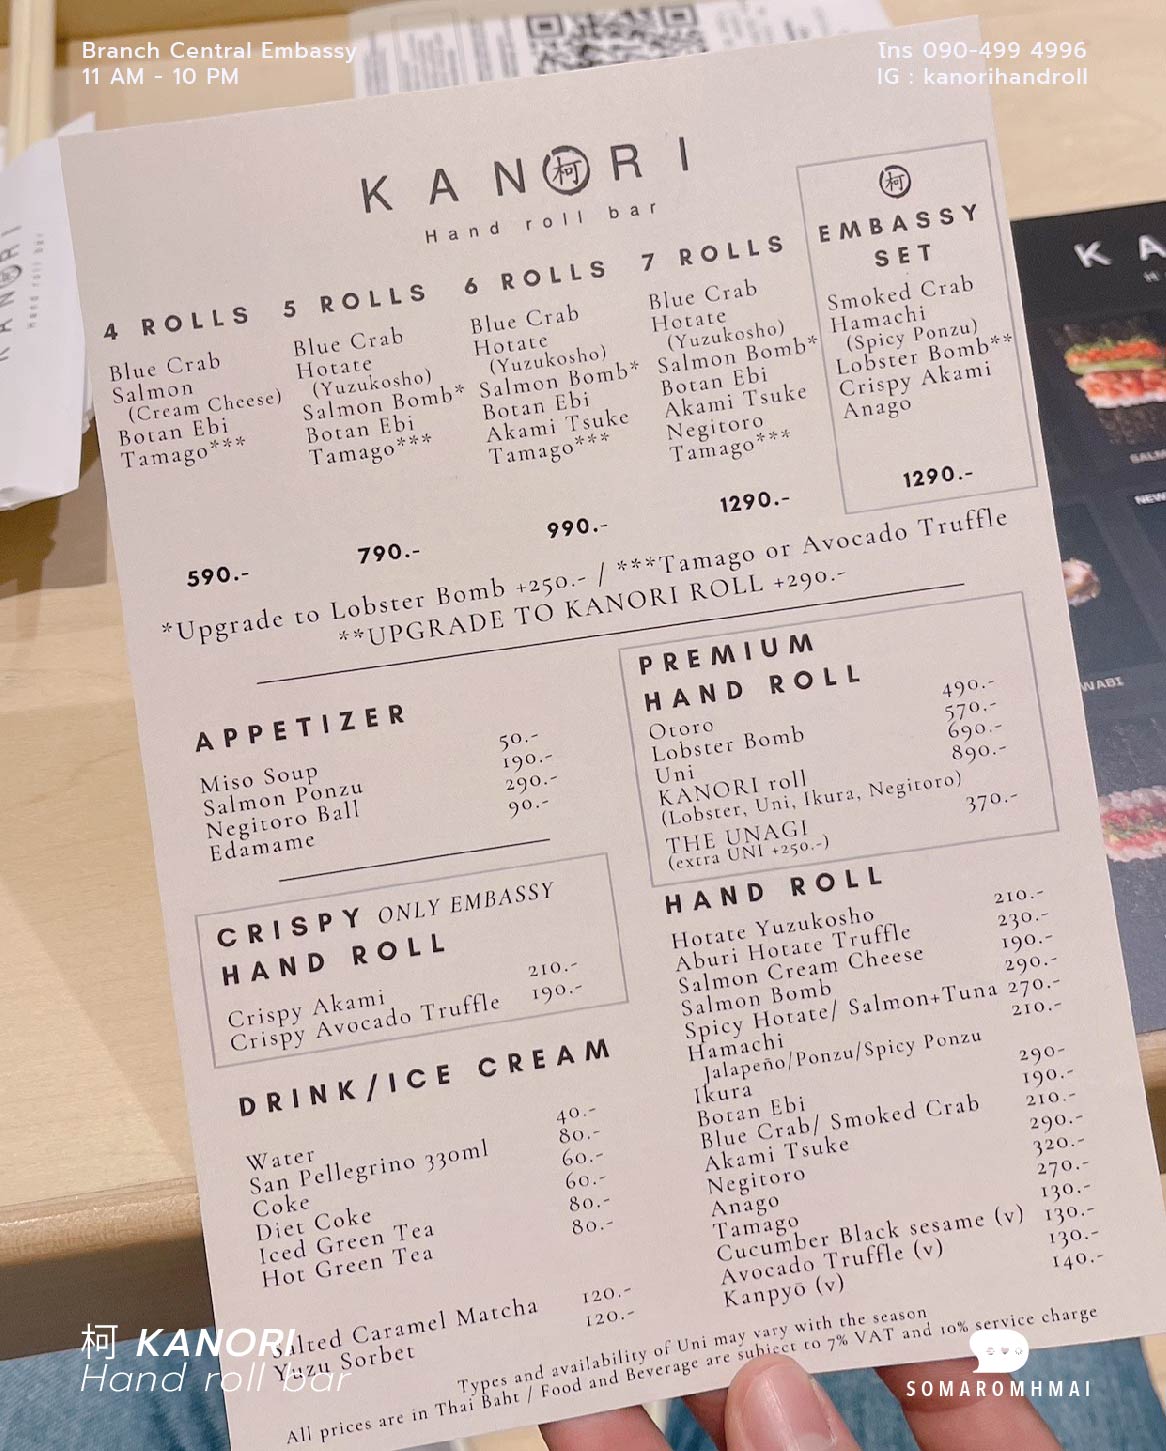 Branch Central Embassy
11 AM - 10 PM
โทร 090-499 4996
IG : kanorihandroll
KANORI
柯
Hand roll bar
4 ROLLS
Blue Crab
Salmon
(Cream Cheese)
Botan Ebi
Tamago***
590.-
5 ROLLS
Blue Crab
Hotate
(Yuzukosho)
Salmon Bomb*
Botan Ebi
Tamago***
790.-
6 ROLLS
Blue Crab
Hotate
(Yuzukosho)
Salmon Bomb*
Botan Ebi
Akami Tsuke
Tamago***
990.-
7 ROLLS
Blue Crab
Hotate
(Yuzukosho)
Salmon Bomb*
Botan Ebi
Akami Tsuke
Negitoro
Tamago***
1290.-
柯
EMBASSY
SET
Smoked Crab
Hamachi
(Spicy Ponzu)
Lobster Bomb**
Crispy Akami
Anago
1290.-
*Upgrade to Lobster Bomb +250.- / ***Tamago or Avocado Truffle
**UPGRADE TO KANORI ROLL +290.-
APPETIZER
Miso Soup 50.-
Salmon Ponzu 190.-
Negitoro Ball 290.-
Edamame 90.-
CRISPY ONLY EMBASSY
HAND ROLL
Crispy Akami 210.-
Crispy Avocado Truffle 190.-
DRINK/ICE CREAM
Water 40.-
San Pellegrino 330ml 80.-
Coke 60.-
Diet Coke 60.-
Iced Green Tea 80.-
Hot Green Tea 80.-
Salted Caramel Matcha 120.-
Yuzu Sorbet 120.-
PREMIUM
HAND ROLL
Otoro 490.-
Lobster Bomb 570.-
Uni 690.-
KANORI roll 890.-
(Lobster, Uni, Ikura, Negitoro)
THE UNAGI 370.-
(extra UNI +250.-)
HAND ROLL
Hotate Yuzukosho 210.-
Aburi Hotate Truffle 230.-
Salmon Cream Cheese 190.-
Salmon Bomb 290.-
Spicy Hotate/ Salmon+Tuna 270.-
Hamachi 210.-
Jalapeño/Ponzu/Spicy Ponzu
Ikura 290-
Botan Ebi 190.-
Blue Crab/ Smoked Crab 210.-
Akami Tsuke 290.-
Negitoro 320.-
Anago 270.-
Tamago 130.-
Cucumber Black sesame (v) 130.-
Avocado Truffle (v) 130.-
Kanpyō (v) 140.-
Types and availability of Uni may vary with the season
All prices are in Thai Baht / Food and Beverage are subject to 7% VAT and 10% service charge
柯 KANORI
Hand roll bar
SOMAROMHMAI
KANORI
Hand roll bar
K A
SALM
NEW
WABI